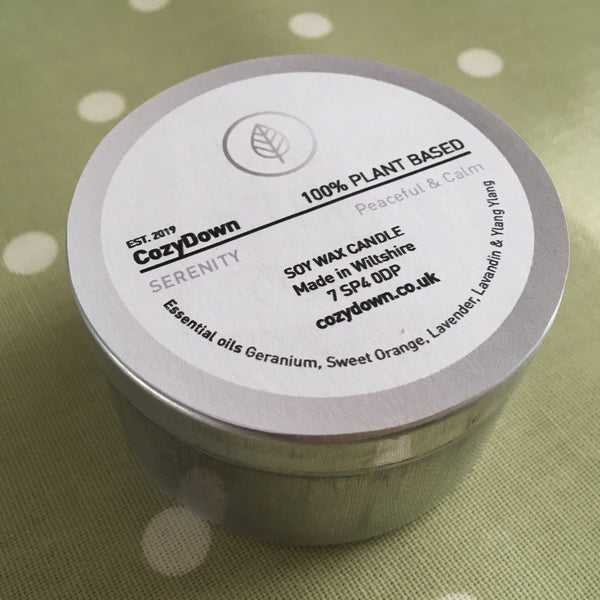 100% PLANT BASED
Peaceful & Calm
EST. 2019
CozyDown
SERENITY
SOY WAX CANDLE
Made in Wiltshire
7 SP4 0DP
cozydown.co.uk
Essential oils Geranium, Sweet Orange, Lavender, Lavandin & Ylang Ylang